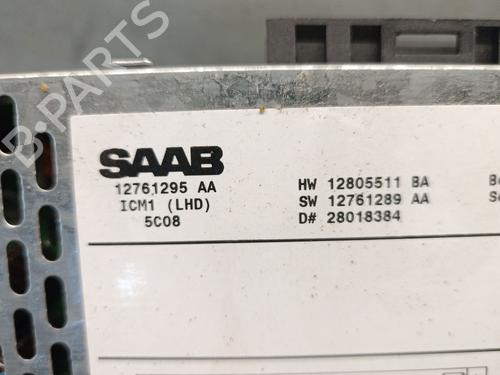 SAAB
12761295 AA
ICM1 (LHD)
5C08
HW 12805511 BA
SW 12761289 AA
D# 28018384
B-PARTS